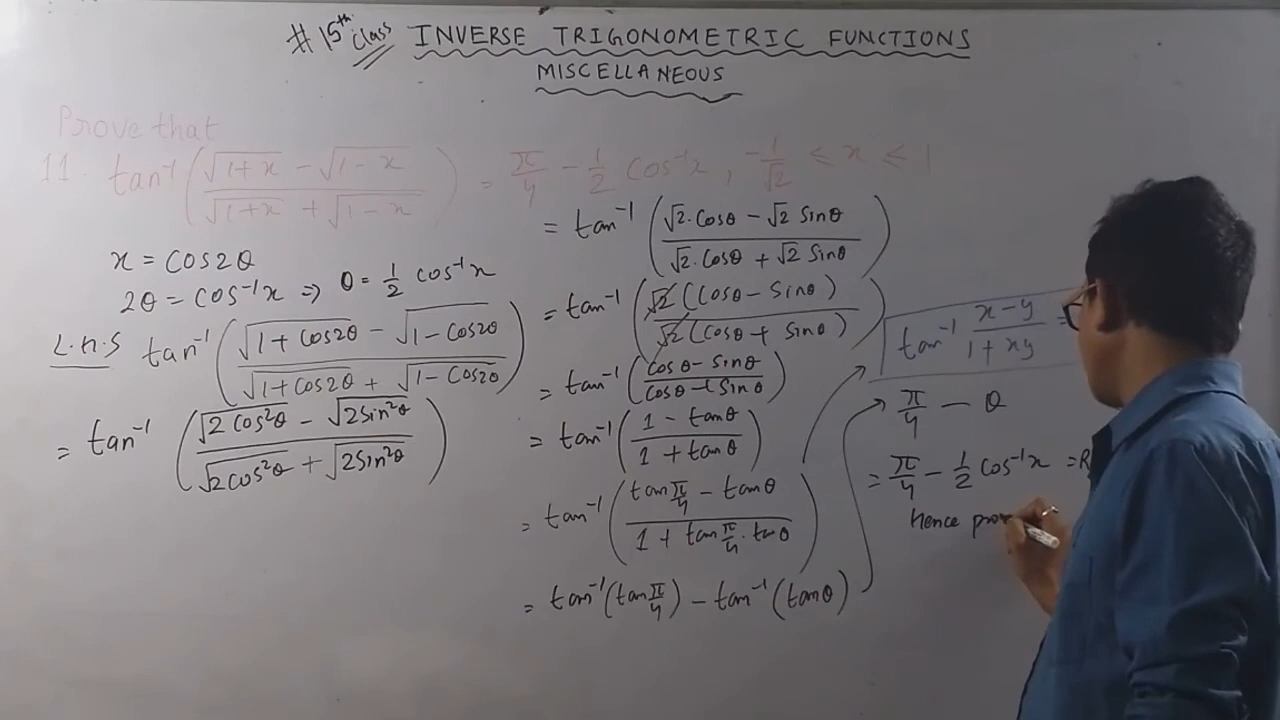 #15th Class INVERSE TRIGONOMETRIC FUNCTIONS
MISCELLANEOUS
Prove that
11. tan⁻¹((√(1+x) − √(1−x))/(√(1+x) + √(1−x))) = π/4 − 1/2 cos⁻¹x, −1/√2 ≤ x ≤ 1
x = cos2θ
2θ = cos⁻¹x ⇒ θ = 1/2 cos⁻¹x
L.H.S tan⁻¹((√(1+cos2θ) − √(1−cos2θ))/(√(1+cos2θ) + √(1−cos2θ)))
= tan⁻¹((√(2cos²θ) − √(2sin²θ))/(√(2cos²θ) + √(2sin²θ)))
= tan⁻¹((√2.cosθ − √2 sinθ)/(√2.cosθ + √2 sinθ))
= tan⁻¹((√2(cosθ − sinθ))/(√2(cosθ + sinθ)))
= tan⁻¹((cosθ − sinθ)/(cosθ + sinθ))
= tan⁻¹((1 − tanθ)/(1 + tanθ))
= tan⁻¹((tan π/4 − tanθ)/(1 + tan π/4 . tanθ))
= tan⁻¹(tan π/4) − tan⁻¹(tanθ)
tan⁻¹ (x−y)/(1+xy) =
π/4 − θ
= π/4 − 1/2 cos⁻¹x = R
Hence prov